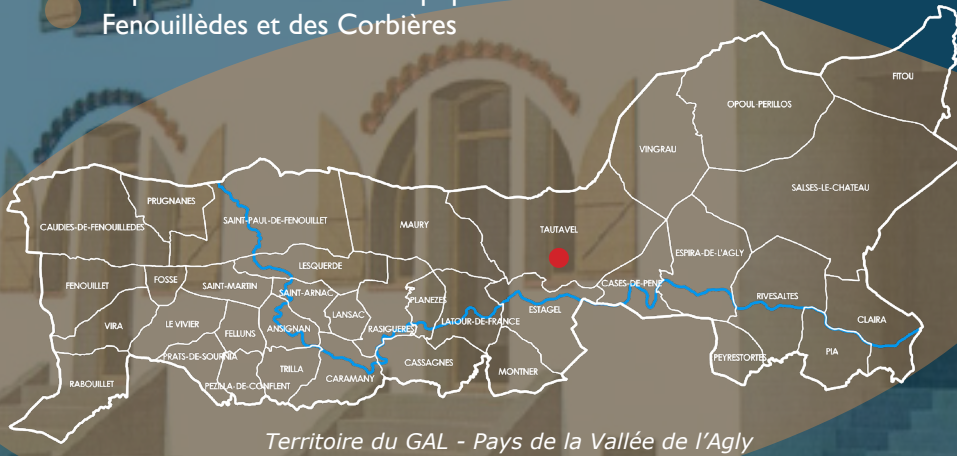 Fenouillèdes et des Corbières
FITOU
OPOUL-PERILLOS
VINGRAU
SALSES-LE-CHATEAU
PRUGNANES
SAINT-PAUL-DE-FENOUILLET
MAURY
TAUTAVEL
CAUDIES-DE-FENOUILLEDES
ESPIRA-DE-L'AGLY
LESQUERDE
FOSSE
SAINT-MARTIN
FENOUILLET
SAINT-ARNAC
CASES-DE-PENE
PLANEZES
RIVESALTES
LANSAC
ESTAGEL
LATOUR-DE-FRANCE
CLAIRA
VIRA
LE VIVIER
FELLUNS
ANSIGNAN
RASIGUERES
PIA
PRATS-DE-SOURNIA
PEYRESTORTES
CASSAGNES
TRILLA
MONTNER
CARAMANY
RABOUILLET
PEZILLA-DE-CONFLENT
Territoire du GAL - Pays de la Vallée de l'Agly